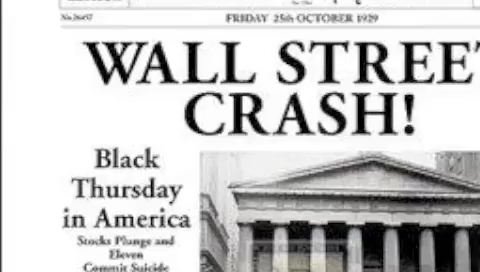 FRIDAY 25th OCTOBER 1929
WALL STREE
CRASH!
Black
Thursday
in America
Stocks Plunge and
Eleven
Commit Suicide